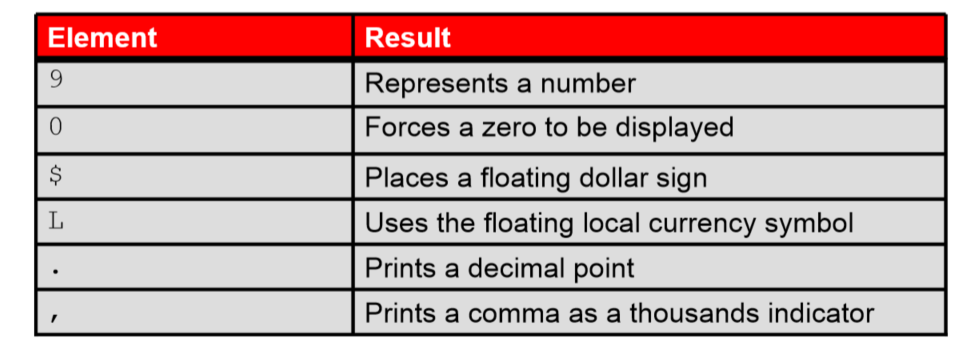 Element Result
9 Represents a number
0 Forces a zero to be displayed
$ Places a floating dollar sign
L Uses the floating local currency symbol
. Prints a decimal point
, Prints a comma as a thousands indicator